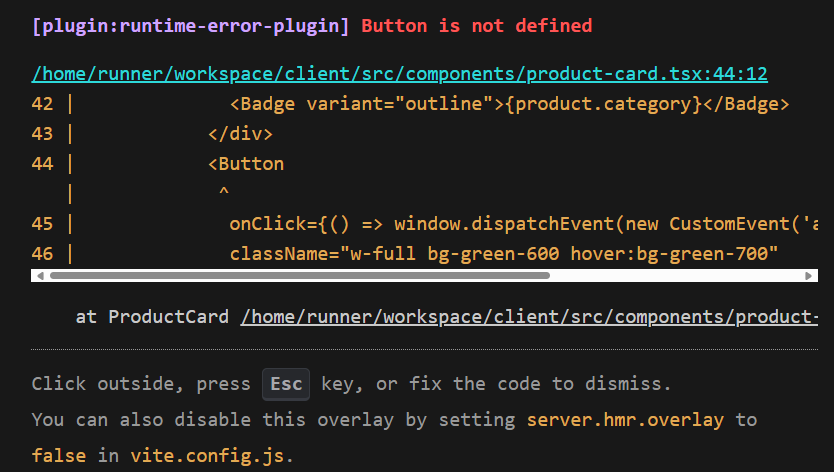 [plugin:runtime-error-plugin] Button is not defined
/home/runner/workspace/client/src/components/product-card.tsx:44:12
42 |              <Badge variant="outline">{product.category}</Badge>
43 |            </div>
44 |            <Button
   |             ^
45 |              onClick={() => window.dispatchEvent(new CustomEvent('a
46 |              className="w-full bg-green-600 hover:bg-green-700"
at ProductCard /home/runner/workspace/client/src/components/product-
Click outside, press Esc key, or fix the code to dismiss.
You can also disable this overlay by setting server.hmr.overlay to
false in vite.config.js.